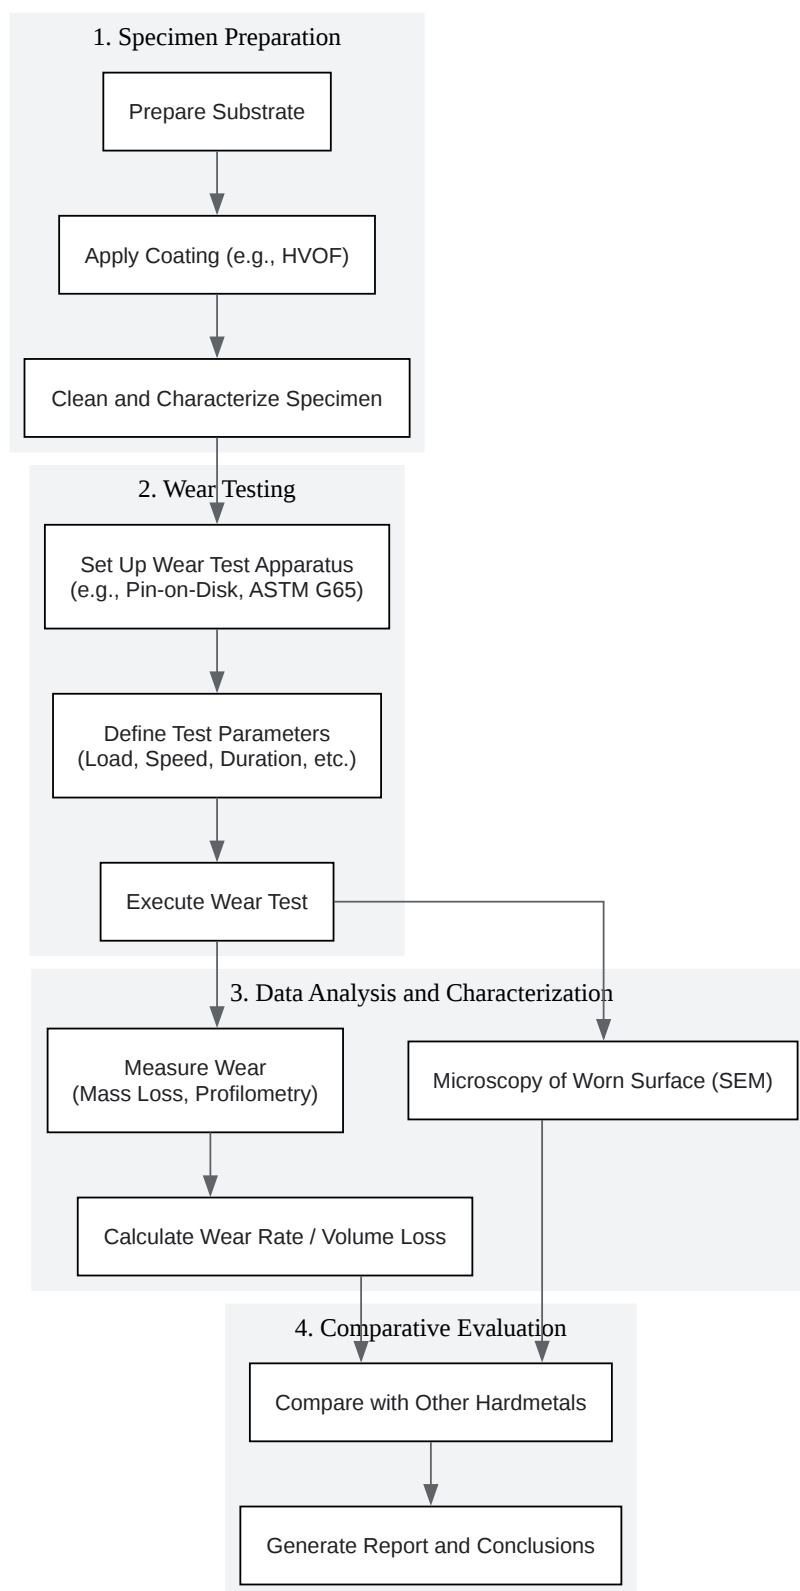 1. Specimen Preparation
Prepare Substrate
Apply Coating (e.g., HVOF)
Clean and Characterize Specimen
2. Wear Testing
Set Up Wear Test Apparatus
(e.g., Pin-on-Disk, ASTM G65)
Define Test Parameters
(Load, Speed, Duration, etc.)
Execute Wear Test
3. Data Analysis and Characterization
Measure Wear
(Mass Loss, Profilometry)
Microscopy of Worn Surface (SEM)
Calculate Wear Rate / Volume Loss
4. Comparative Evaluation
Compare with Other Hardmetals
Generate Report and Conclusions